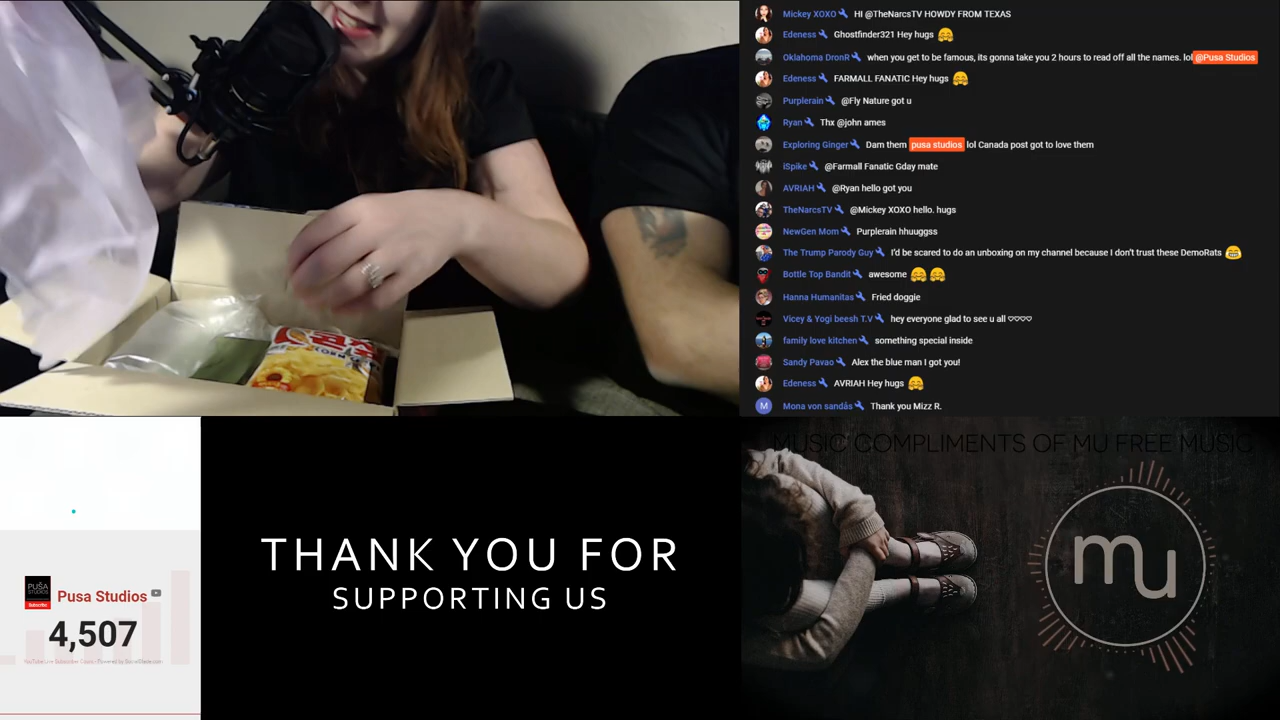 Mickey XOXO HI @TheNarcsTV HOWDY FROM TEXAS
Edeness Ghostfinder321 Hey hugs
Oklahoma DronR when you get to be famous, its gonna take you 2 hours to read off all the names. lol @Pusa Studios
Edeness FARMALL FANATIC Hey hugs
Purplerain @Fly Nature got u
Ryan Thx @john ames
Exploring Ginger Dam them pusa studios lol Canada post got to love them
iSpike @Farmall Fanatic Gday mate
AVRIAH @Ryan hello got you
TheNarcsTV @Mickey XOXO hello. hugs
NewGen Mom Purplerain hhuuggss
The Trump Parody Guy I'd be scared to do an unboxing on my channel because I don't trust these DemoRats
Bottle Top Bandit awesome
Hanna Humanitas Fried doggie
Vicey & Yogi beesh T.V hey everyone glad to see u all ♡♡♡♡
family love kitchen something special inside
Sandy Pavao Alex the blue man I got you!
Edeness AVRIAH Hey hugs
M Mona von sandås Thank you Mizz R.
MUSIC COMPLIMENTS OF MU FREE MUSIC
mu
THANK YOU FOR
SUPPORTING US
PUSA
STUDIOS
Subscribe
Pusa Studios
4,507